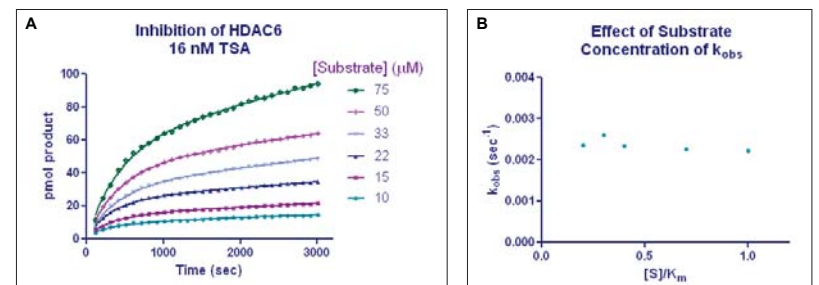 A
Inhibition of HDAC6
16 nM TSA
[Substrate] (μM)
75
50
33
22
15
10
pmol product
100
80
60
40
20
0
0 1000 2000 3000
Time (sec)
B
Effect of Substrate
Concentration of kobs
kobs (sec-1)
0.004
0.003
0.002
0.001
0.000
0.0 0.5 1.0
[S]/Km